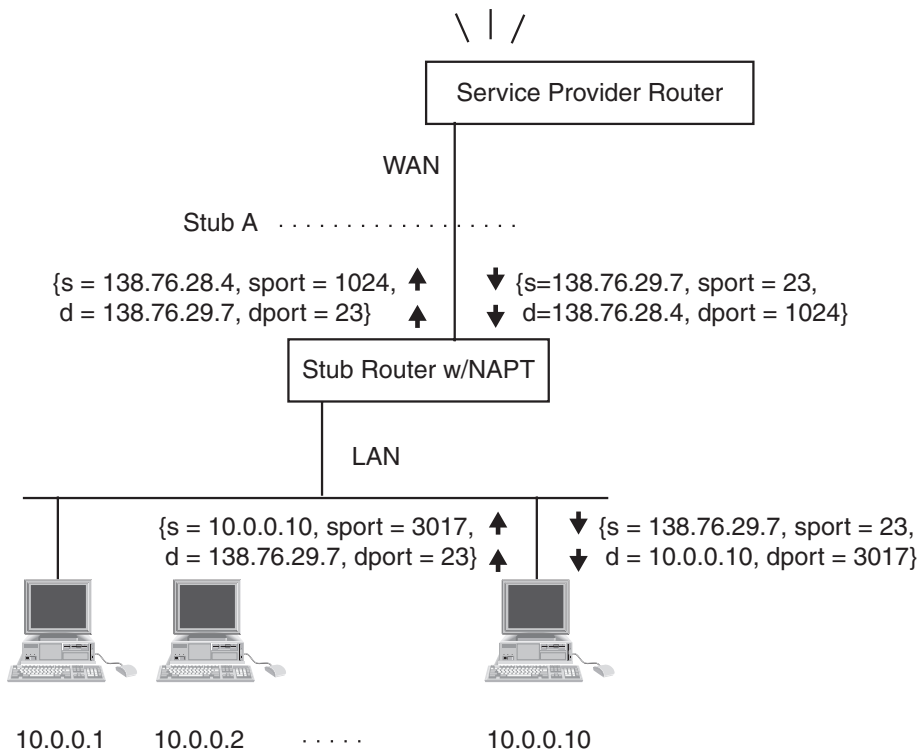 Service Provider Router
WAN
Stub A . . . . . . . . . . . . . . . . . .
{s = 138.76.28.4, sport = 1024,
d = 138.76.29.7, dport = 23}
{s=138.76.29.7, sport = 23,
d=138.76.28.4, dport = 1024}
Stub Router w/NAPT
LAN
{s = 10.0.0.10, sport = 3017,
d = 138.76.29.7, dport = 23}
{s = 138.76.29.7, sport = 23,
d = 10.0.0.10, dport = 3017}
10.0.0.1 10.0.0.2 . . . . . 10.0.0.10